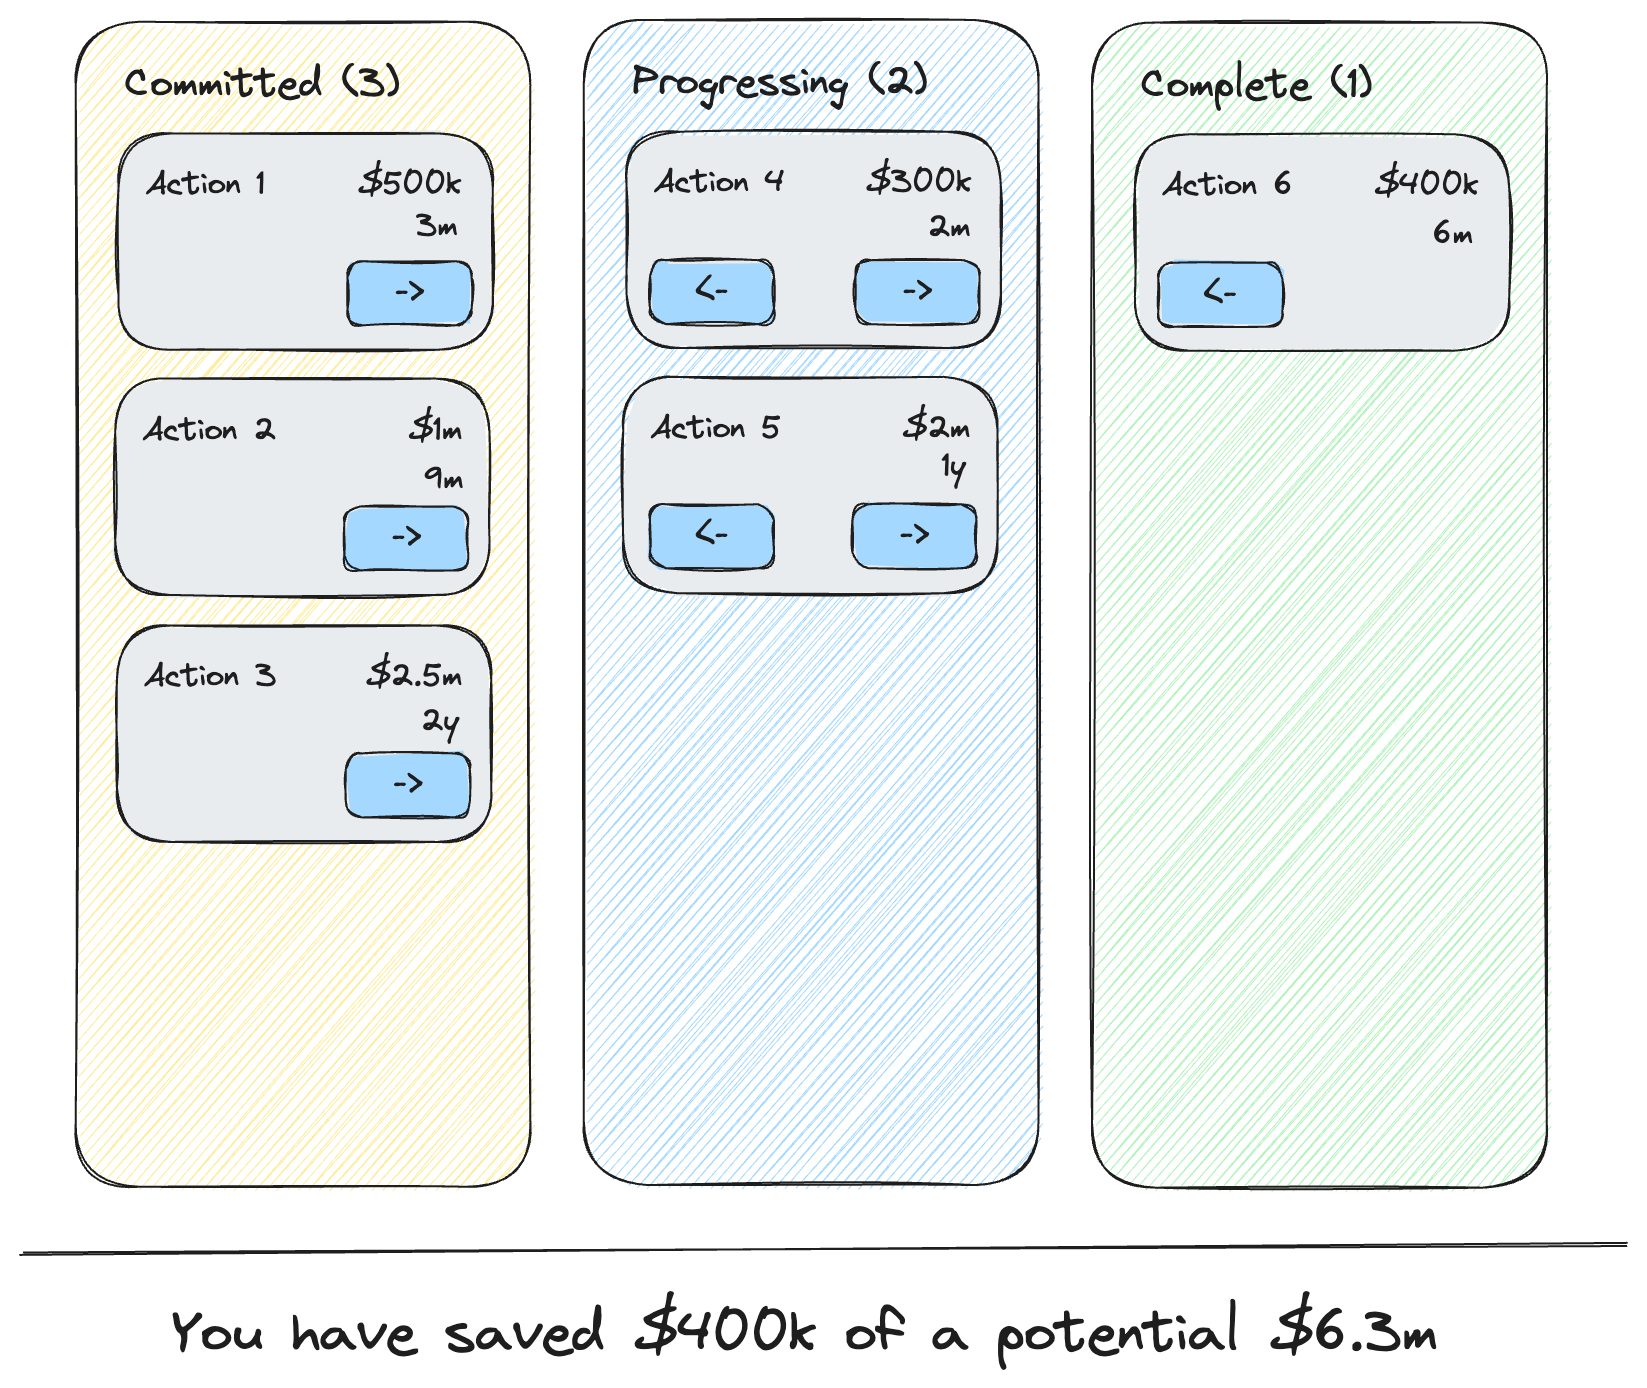 Committed (3)
Action 1 $500k
3m
->
Action 2 $1m
9m
->
Action 3 $2.5m
2y
->
Progressing (2)
Action 4 $300k
2m
<- ->
Action 5 $2m
1y
<- ->
Complete (1)
Action 6 $400k
6m
<-
You have saved $400k of a potential $6.3m